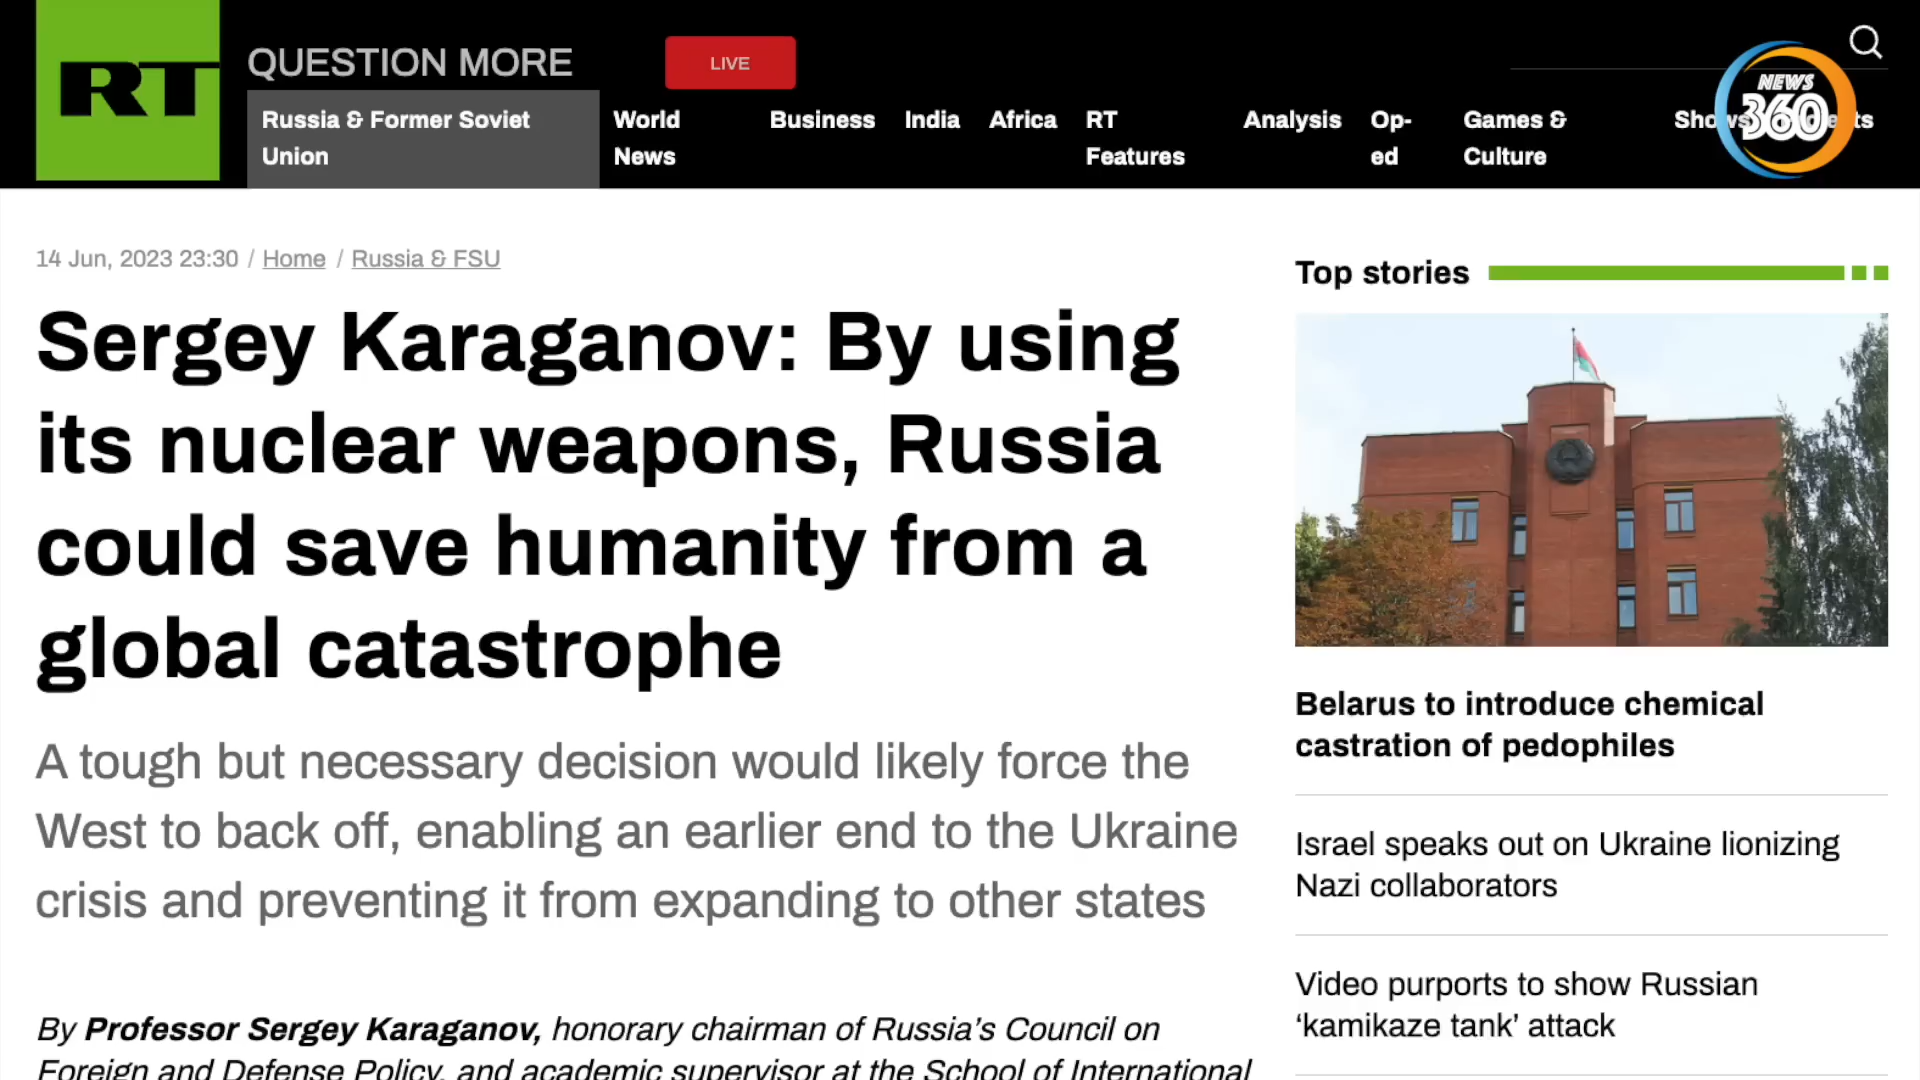 RT
QUESTION MORE
LIVE
NEWS
360
Russia & Former Soviet
Union
World
News
Business
India
Africa
RT
Features
Analysis
Op-
ed
Games &
Culture
14 Jun, 2023 23:30 / Home / Russia & FSU
Sergey Karaganov: By using
its nuclear weapons, Russia
could save humanity from a
global catastrophe
A tough but necessary decision would likely force the
West to back off, enabling an earlier end to the Ukraine
crisis and preventing it from expanding to other states
By Professor Sergey Karaganov, honorary chairman of Russia’s Council on
Foreign and Defense Policy, and academic supervisor at the School of International
Top stories
Belarus to introduce chemical
castration of pedophiles
Israel speaks out on Ukraine lionizing
Nazi collaborators
Video purports to show Russian
‘kamikaze tank’ attack